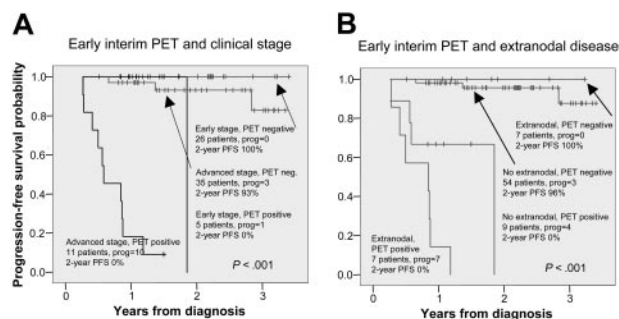 A
Early interim PET and clinical stage
Progression-free survival probability
1.0
0.8
0.6
0.4
0.2
0.0
Early stage, PET negative
26 patients, prog=0
2-year PFS 100%
Advanced stage, PET neg.
35 patients, prog=3
2-year PFS 93%
Early stage, PET positive
5 patients, prog=1
2-year PFS 0%
Advanced stage, PET positive
11 patients, prog=10
2-year PFS 0%
P < .001
0 1 2 3
Years from diagnosis
B
Early interim PET and extranodal disease
1.0
0.8
0.6
0.4
0.2
0.0
Extranodal, PET negative
7 patients, prog=0
2-year PFS 100%
No extranodal, PET negative
54 patients, prog=3
2-year PFS 96%
No extranodal, PET positive
9 patients, prog=4
2-year PFS 0%
Extranodal,
PET positive
7 patients, prog=7
2-year PFS 0%
P < .001
0 1 2 3
Years from diagnosis